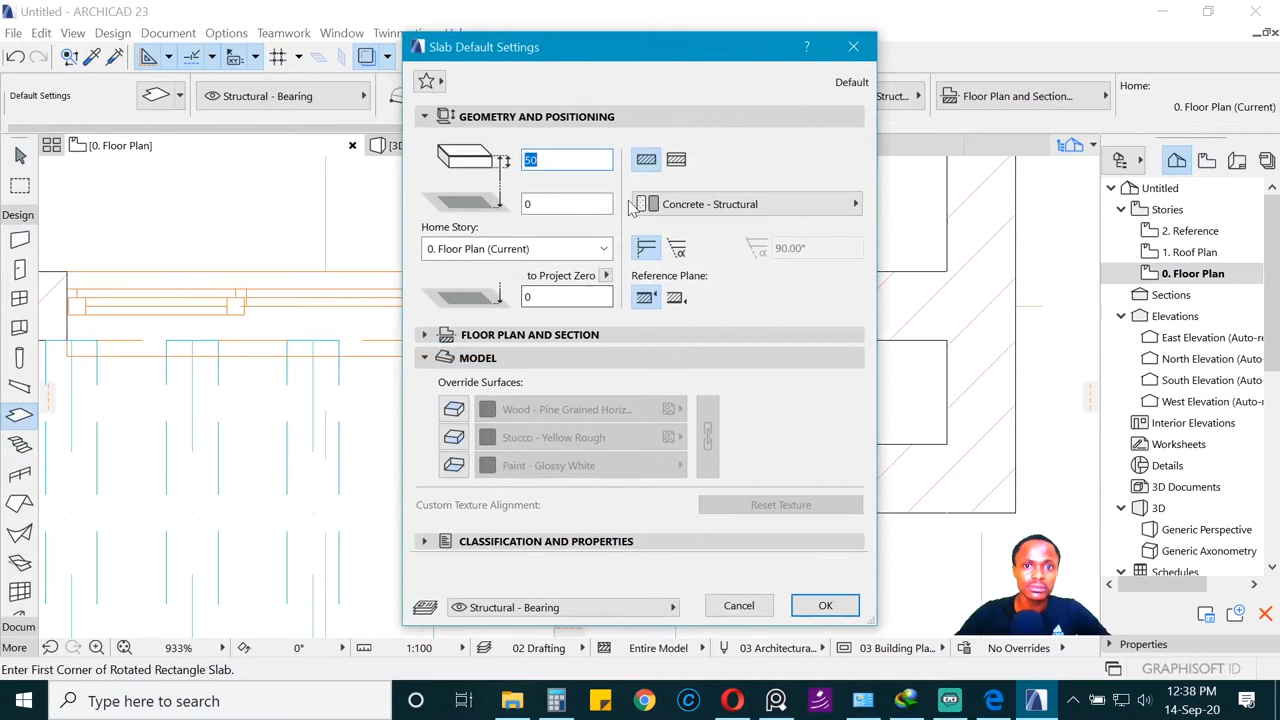 Untitled - ARCHICAD 23
File Edit View Design Document Options Teamwork Window Twinm
Default Settings
Structural - Bearing
Struct...
Floor Plan and Section...
Home:
0. Floor Plan (Current)
[0. Floor Plan]
[3D
Design
Docum
More
Slab Default Settings
?
Default
GEOMETRY AND POSITIONING
50
0
Concrete - Structural
Home Story:
0. Floor Plan (Current)
α
α
90.00°
to Project Zero
Reference Plane:
0
FLOOR PLAN AND SECTION
MODEL
Override Surfaces:
Wood - Pine Grained Horiz...
Stucco - Yellow Rough
Paint - Glossy White
Custom Texture Alignment:
Reset Texture
CLASSIFICATION AND PROPERTIES
Structural - Bearing
Cancel
OK
Untitled
Stories
2. Reference
1. Roof Plan
0. Floor Plan
Sections
Elevations
East Elevation (Auto-re
North Elevation (Auto-
South Elevation (Auto-
West Elevation (Auto-r
Interior Elevations
Worksheets
Details
3D Documents
3D
Generic Perspective
Generic Axonometry
Schedules
Properties
933%
0°
1:100
02 Drafting
Entire Model
03 Architectura...
03 Building Plan...
No Overrides
Enter First Corner of Rotated Rectangle Slab.
GRAPHISOFT ID
Type here to search
12:38 PM
14-Sep-20